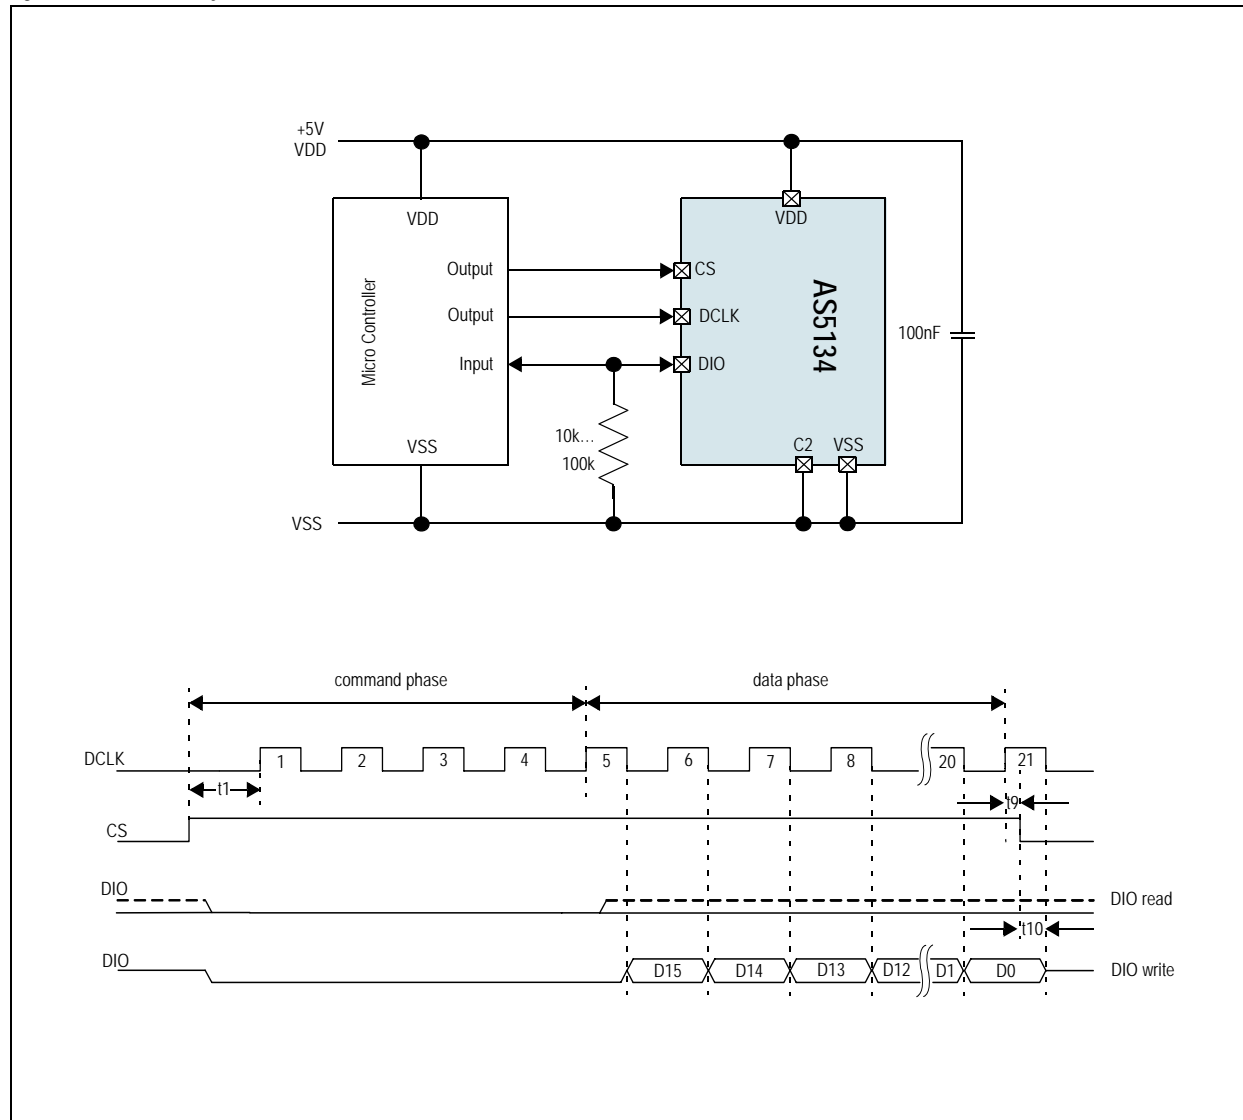 +5V
VDD
VDD
VDD
Output
CS
Output
DCLK
Input
DIO
Micro Controller
AS5134
100nF
10k...
100k
VSS
C2 VSS
VSS
command phase
data phase
DCLK
1 2 3 4 5 6 7 8 20 21
t1
t9
CS
DIO
DIO read
t10
DIO
D15 D14 D13 D12 D1 D0
DIO write